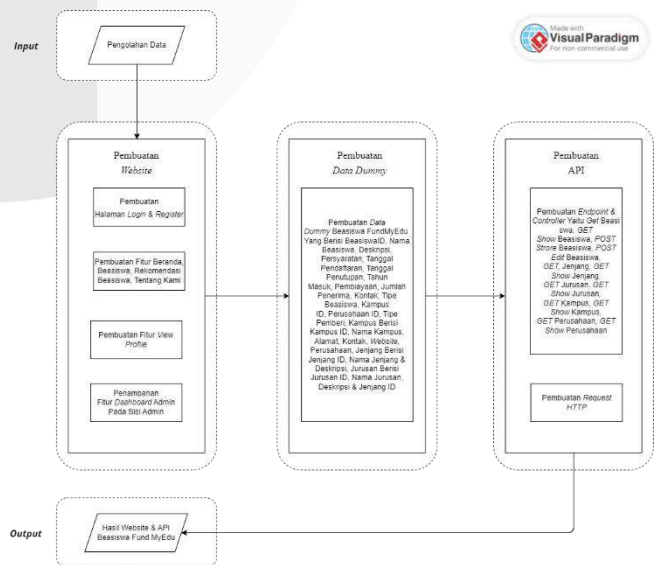 Made with
Visual Paradigm
For non-commercial use
Input
Pengolahan Data
Pembuatan
Website
Pembuatan
Halaman Login & Register
Pembuatan Fitur Beranda,
Beasiswa, Rekomendasi
Beasiswa, Tentang Kami
Pembuatan Fitur View
Profile
Penambahan
Fitur Dashboard Admin
Pada Sisi Admin
Pembuatan
Data Dummy
Pembuatan Data
Dummy Beasiswa FundMyEdu
Yang Berisi BeasiswaID, Nama
Beasiswa, Deskripsi,
Persyaratan, Tanggal
Pendaftaran, Tanggal
Penutupan, Tahun
Masuk, Pembiayaan, Jumlah
Penerima, Kontak, Tipe
Beasiswa, Kampus
ID, Perusahaan ID, Tipe
Pemberi, Kampus Berisi
Kampus ID, Nama Kampus,
Alamat, Kontak, Website,
Perusahaan, Jenjang Berisi
Jenjang ID, Nama Jenjang &
Deskripsi, Jurusan Berisi
Jurusan ID, Nama Jurusan,
Deskripsi & Jenjang ID
Pembuatan
API
Pembuatan Endpoint &
Controller Yaitu Get Beasi
swa, GET
Show Beasiswa, POST
Strore Beasiswa, POST
Edit Beasiswa,
GET, Jenjang, GET
Show Jenjang,
GET Jurusan, GET
Show Jurusan,
GET Kampus, GET
Show Kampus,
GET Perusahaan, GET
Show Perusahaan
Pembuatan Request
HTTP
Output
Hasil Website & API
Beasiswa Fund MyEdu